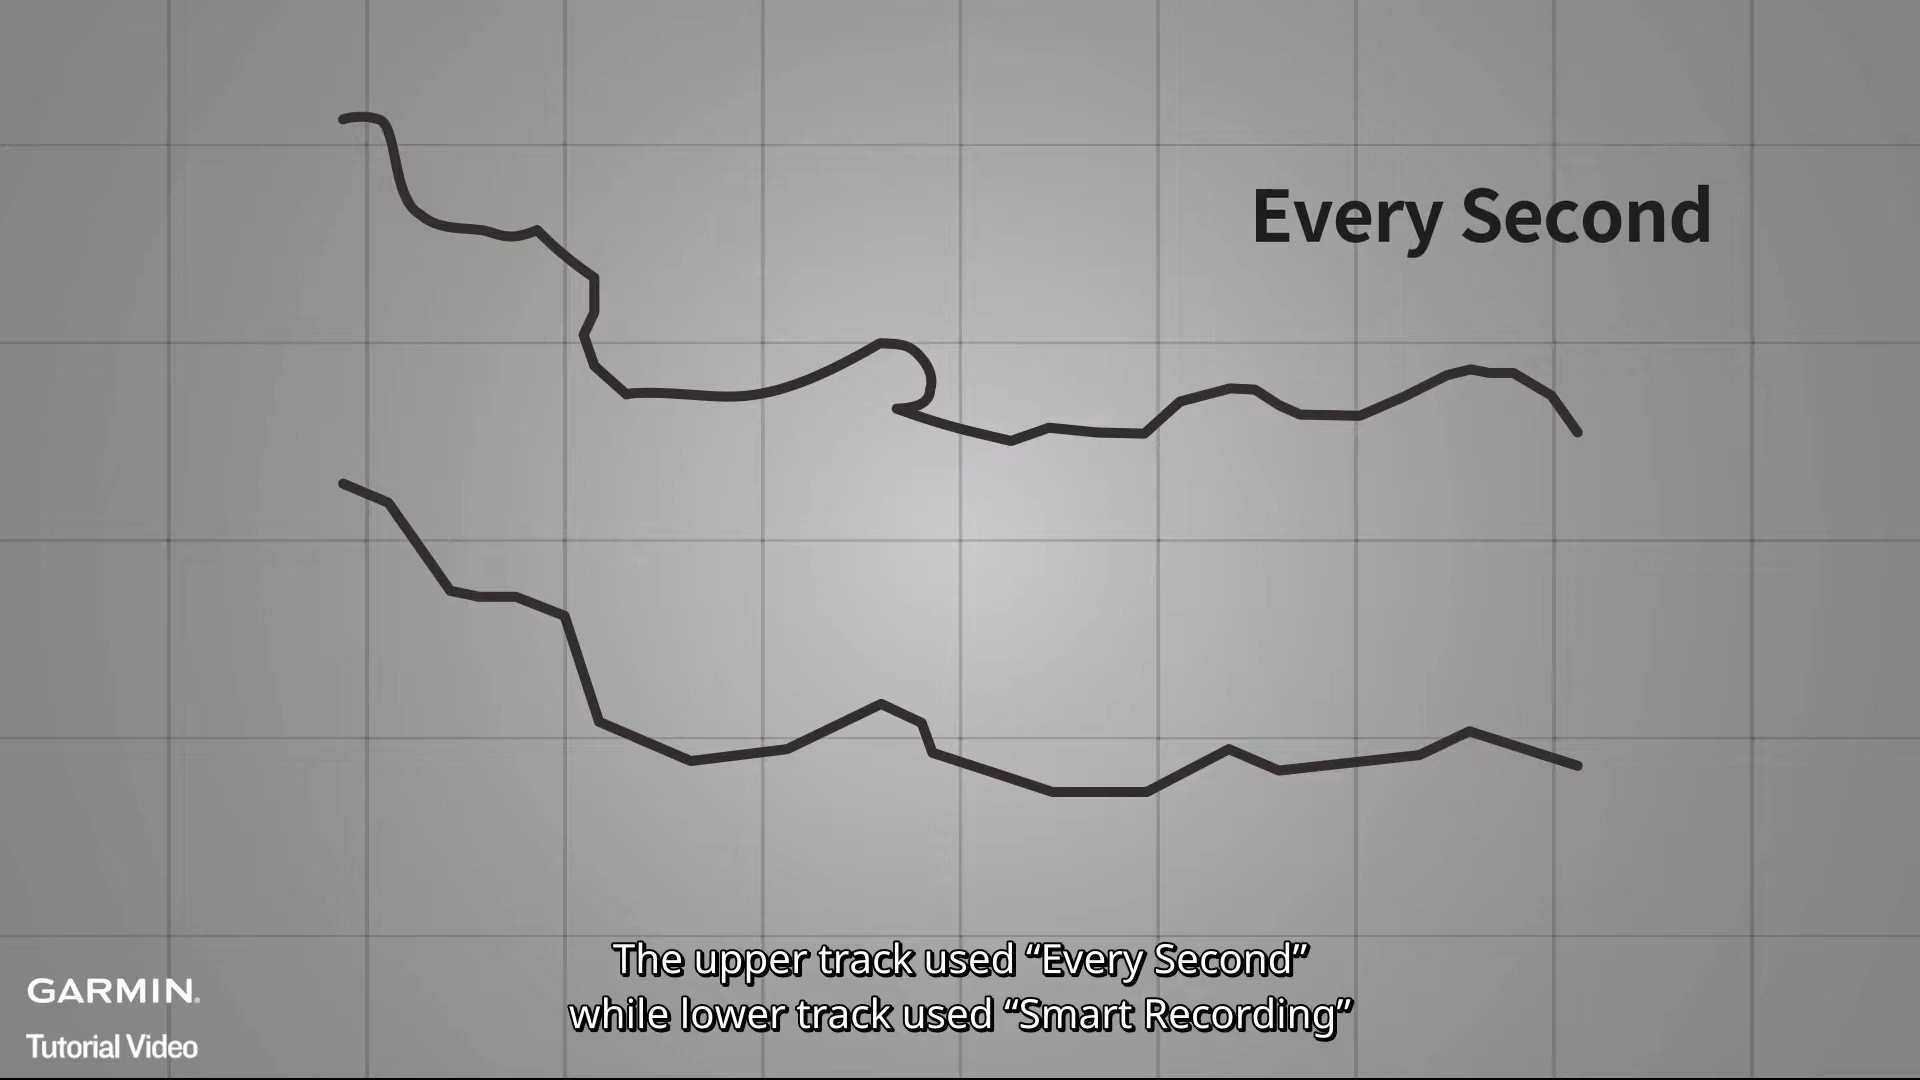 Every Second
The upper track used “Every Second”
while lower track used “Smart Recording”
GARMIN.
Tutorial Video